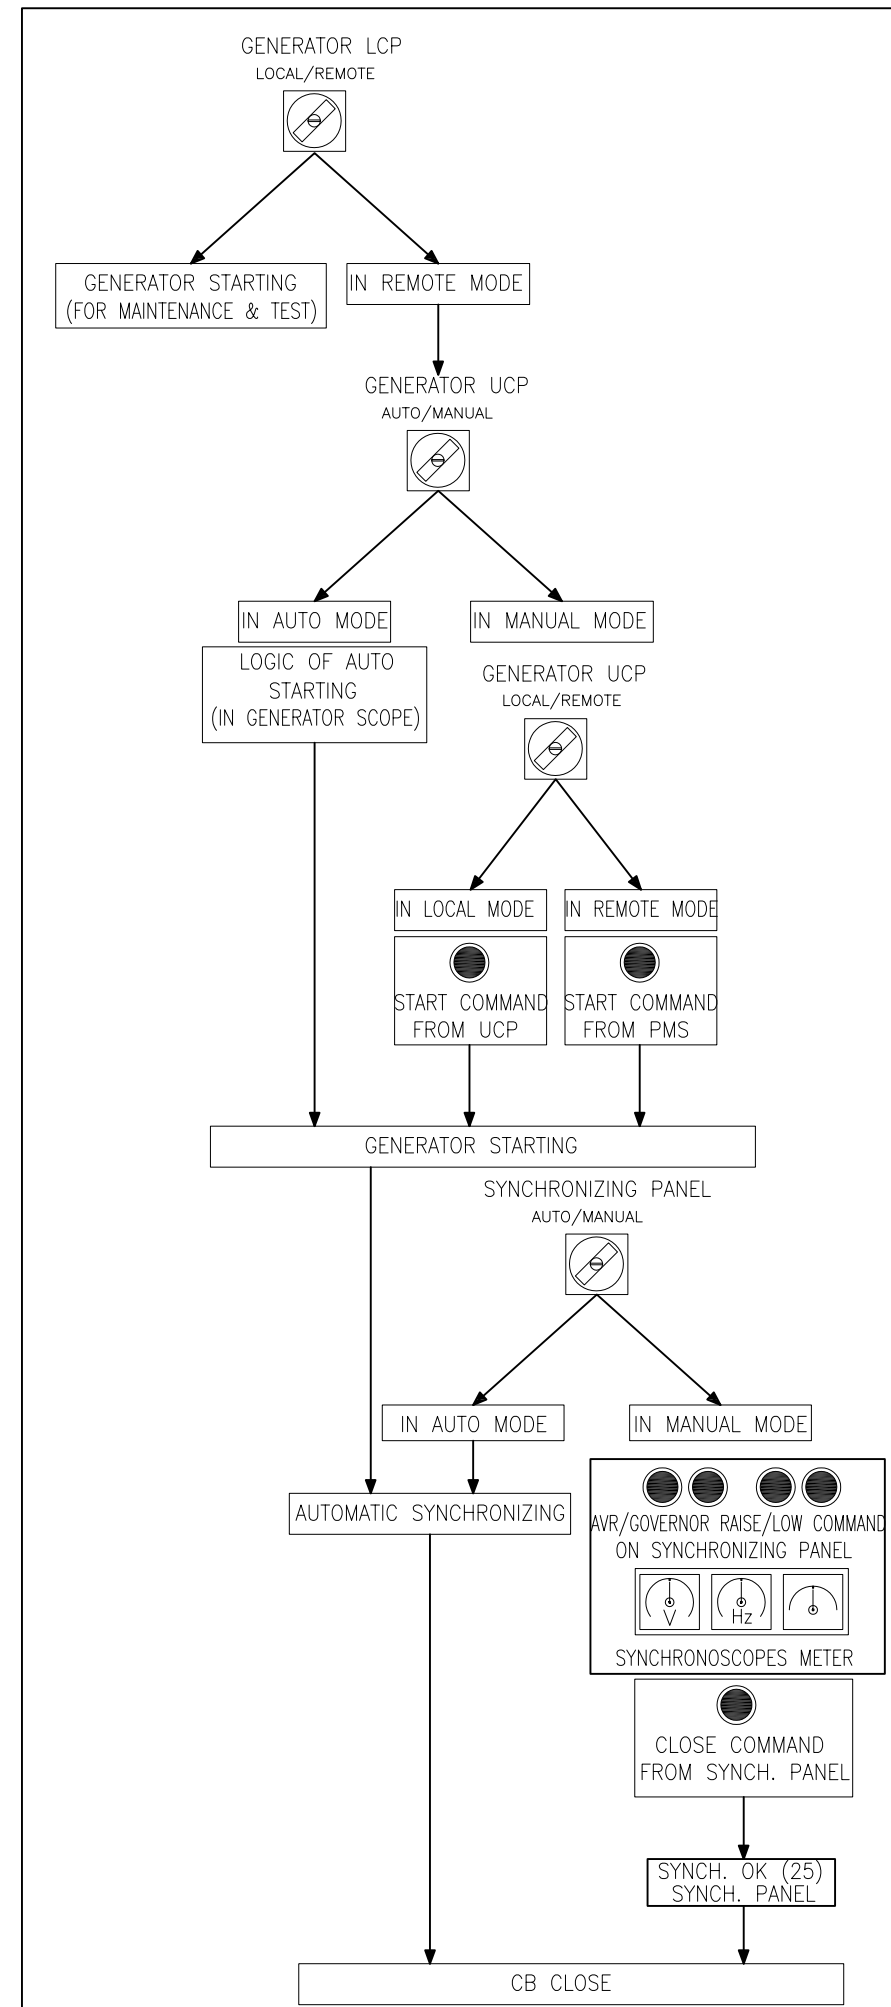 GENERATOR LCP
LOCAL/REMOTE
GENERATOR STARTING
(FOR MAINTENANCE & TEST)
IN REMOTE MODE
GENERATOR UCP
AUTO/MANUAL
IN AUTO MODE
IN MANUAL MODE
LOGIC OF AUTO
STARTING
(IN GENERATOR SCOPE)
GENERATOR UCP
LOCAL/REMOTE
IN LOCAL MODE
IN REMOTE MODE
START COMMAND
FROM UCP
START COMMAND
FROM PMS
GENERATOR STARTING
SYNCHRONIZING PANEL
AUTO/MANUAL
IN AUTO MODE
IN MANUAL MODE
AUTOMATIC SYNCHRONIZING
AVR/GOVERNOR RAISE/LOW COMMAND
ON SYNCHRONIZING PANEL
V
Hz
SYNCHRONOSCOPES METER
CLOSE COMMAND
FROM SYNCH. PANEL
SYNCH. OK (25)
SYNCH. PANEL
CB CLOSE